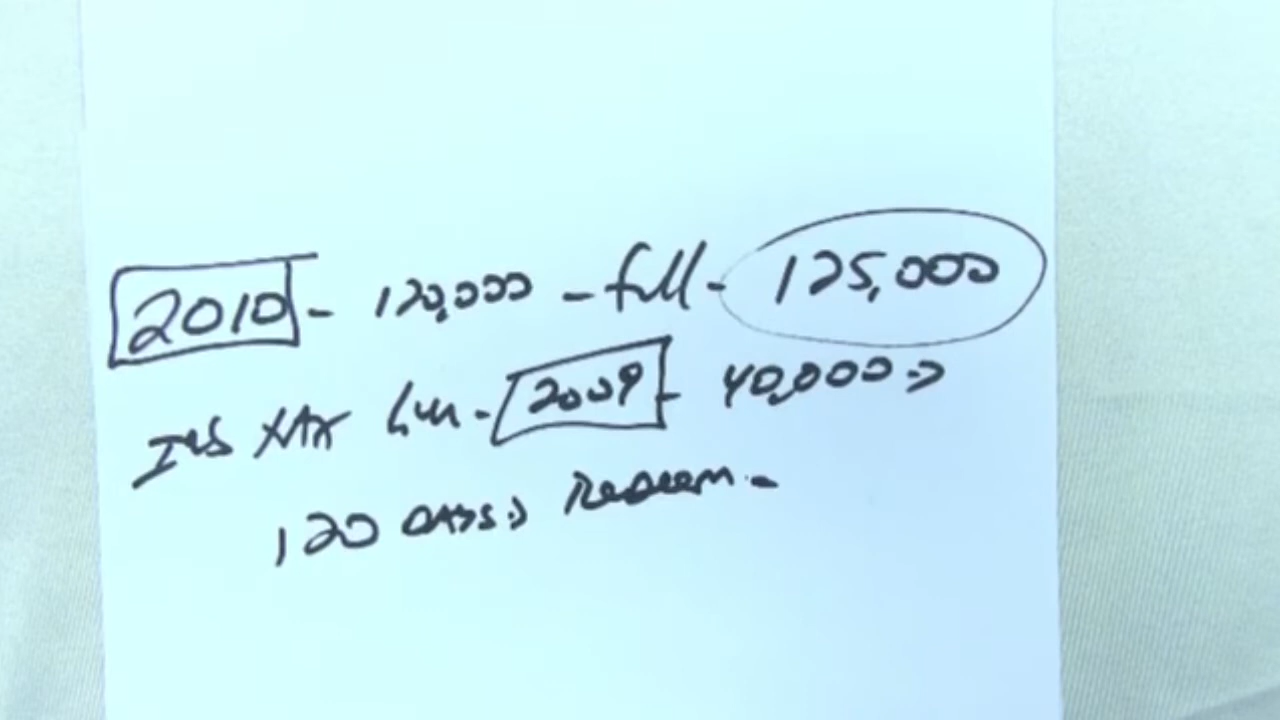 2010 - 120,000 - full - 125,000
IRS TAX lien - 2009 - 40,000
120 DAYS Redeem -